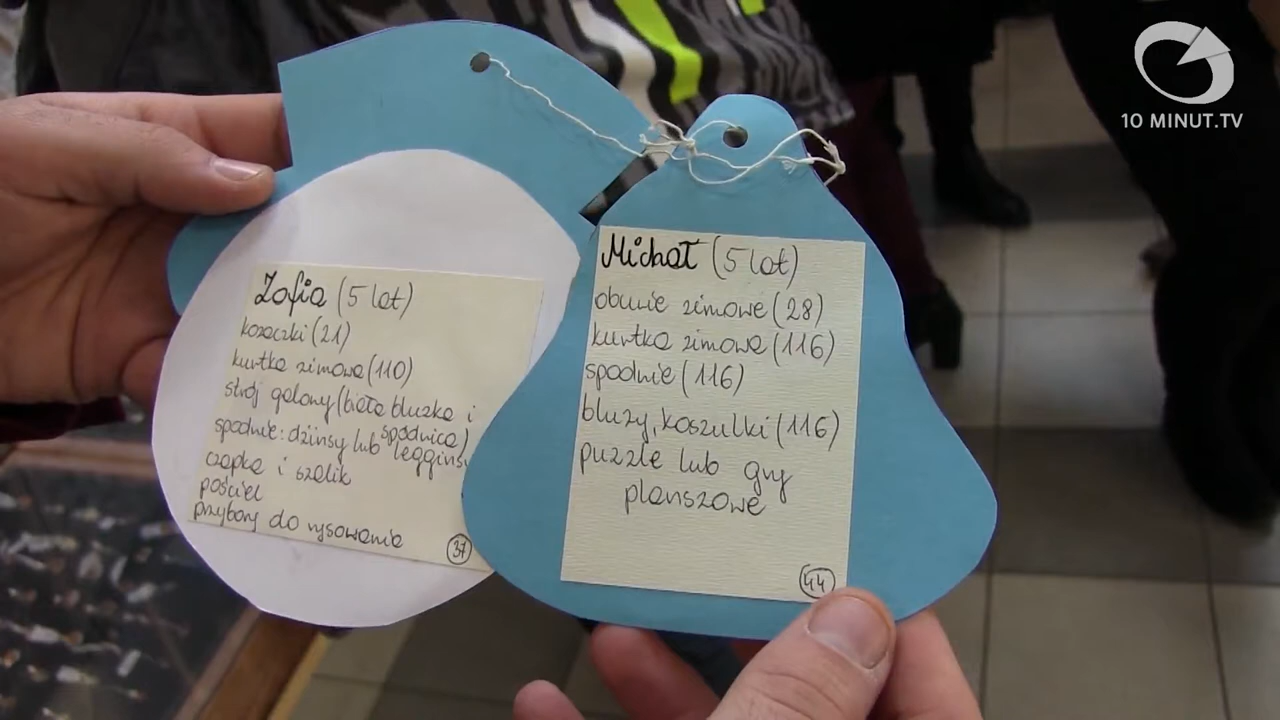 10 MINUT.TV
Zofia (5 lat)
kozaczki (21)
kurtka zimowa (110)
strój galowy (biała bluzka i
spódnica)
spodnie: dżinsy lub legginsy
czapka i szalik
pościel
przybory do rysowania
37
Michał (5 lat)
obuwie zimowe (28)
kurtka zimowa (116)
spodnie (116)
bluzy, koszulki (116)
puzzle lub gry
planszowe
44